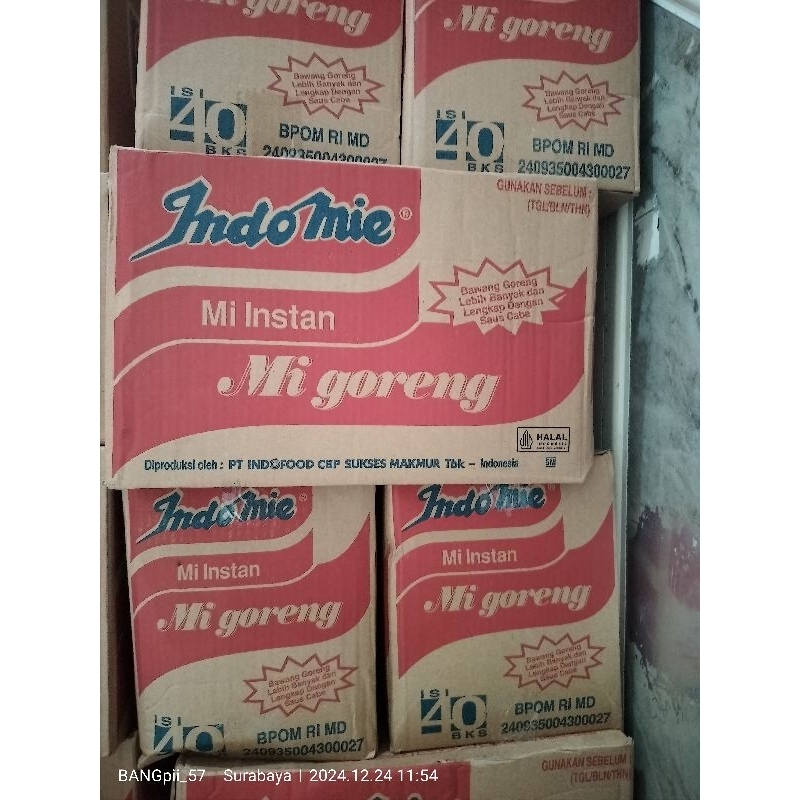 Mi goreng
Bawang Goreng
Lebih Banyak dan
Lengkap Dengan
Saus Cabe
ISI
40
BKS
BPOM RI MD
240935004300027
Mi goreng
Bawang Goreng
Lebih Banyak dan
Lengkap Dengan
Saus Cabe
ISI
40
BKS
BPOM RI MD
240935004300027
GUNAKAN SEBELUM :
(TGL/BLN/THN)
Indomie®
Bawang Goreng
Lebih Banyak dan
Lengkap Dengan
Saus Cabe
Mi Instan
Mi goreng
HALAL
INDONESIA
Diproduksi oleh : PT INDOFOOD CBP SUKSES MAKMUR Tbk – Indonesia
Indomie®
Mi Instan
Mi goreng
Bawang Goreng
Lebih Banyak dan
Lengkap Dengan
Saus Cabe
ISI
40
BKS
BPOM RI MD
240935004300027
Indomie®
Mi Instan
Mi goreng
Bawang Goreng
Lebih Banyak dan
Lengkap Dengan
Saus Cabe
ISI
40
BKS
BPOM RI MD
240935004300027
GUNAKAN SEBELUM
(TGL/BLN/THN
BANGpii_57 Surabaya | 2024.12.24 11:54